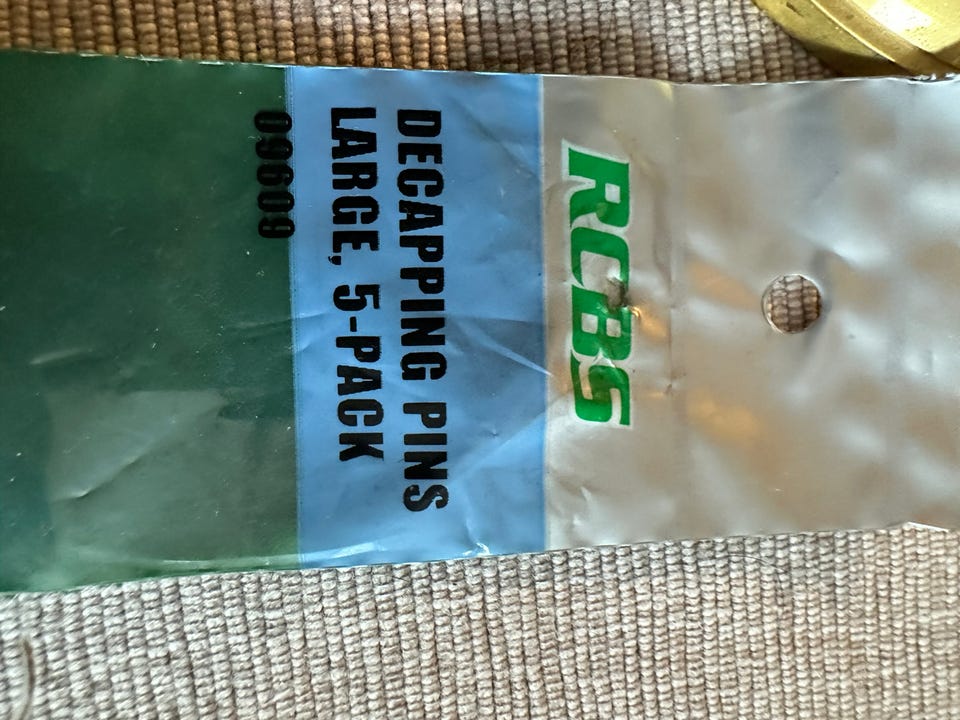 RCBS
DECAPPING PINS
LARGE, 5-PACK
09609